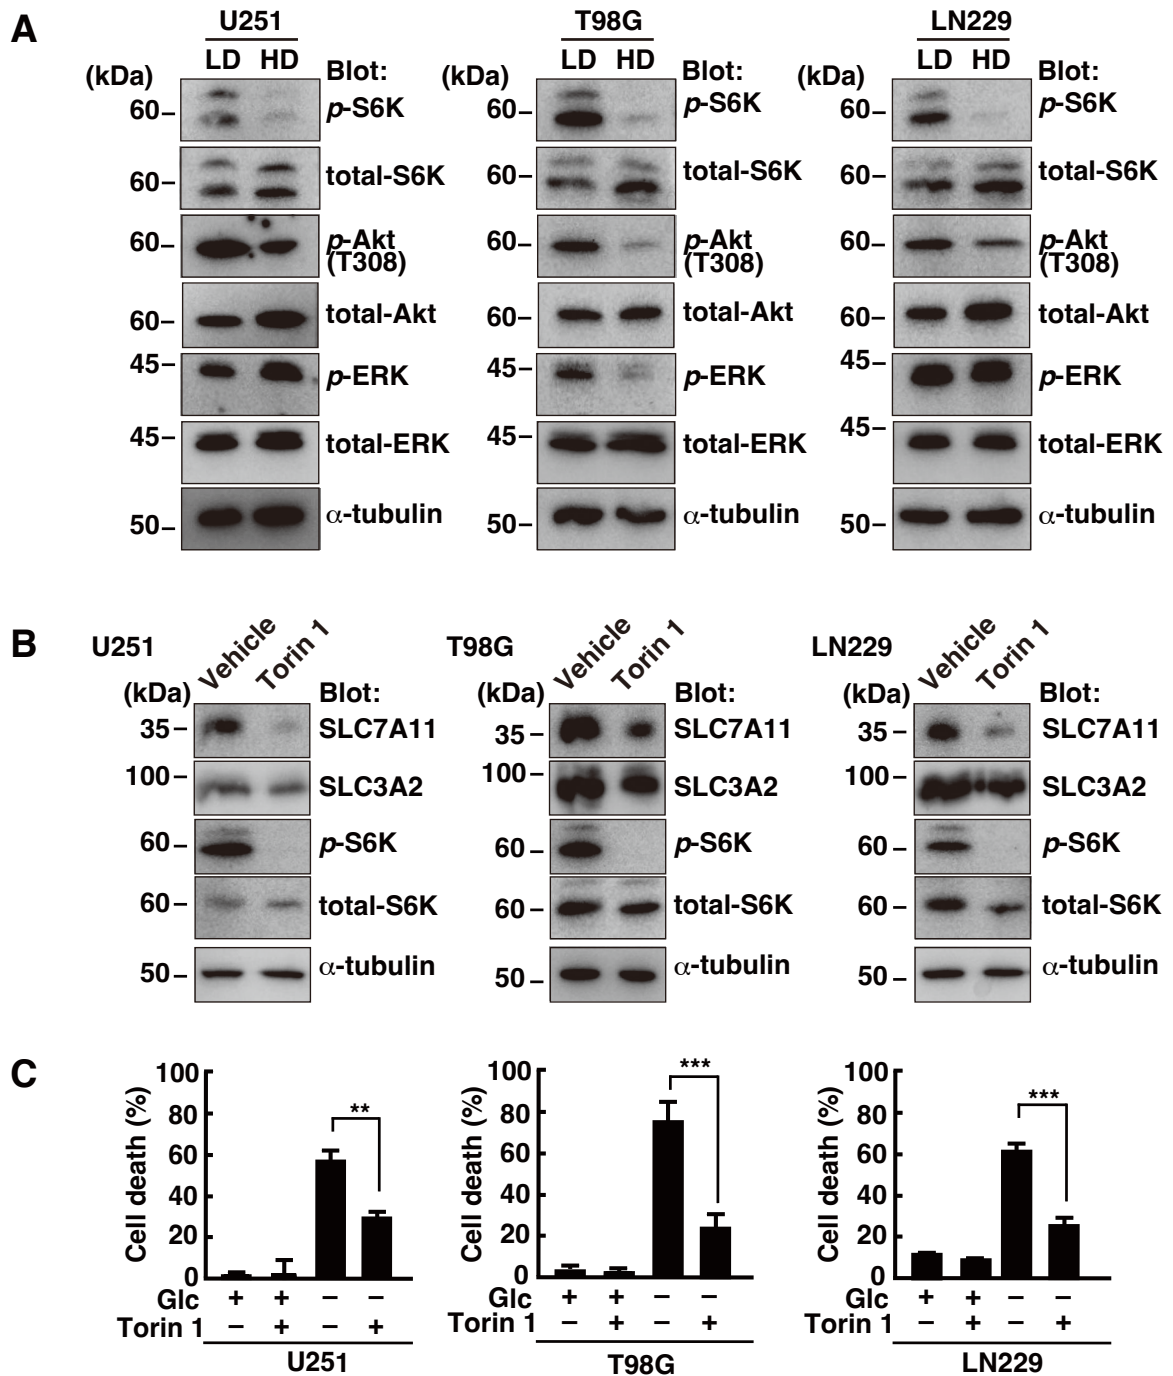 A
U251 T98G LN229
LD HD LD HD LD HD
(kDa) Blot: (kDa) Blot: (kDa) Blot:
60– p-S6K 60– p-S6K 60– p-S6K
60– total-S6K 60– total-S6K 60– total-S6K
60– p-Akt 60– p-Akt 60– p-Akt
(T308) (T308) (T308)
60– total-Akt 60– total-Akt 60– total-Akt
45– p-ERK 45– p-ERK 45– p-ERK
45– total-ERK 45– total-ERK 45– total-ERK
50– α-tubulin 50– α-tubulin 50– α-tubulin
B
U251 Vehicle Torin 1 T98G Vehicle Torin 1 LN229 Vehicle Torin 1
(kDa) Blot: (kDa) Blot: (kDa) Blot:
35– SLC7A11 35– SLC7A11 35– SLC7A11
100– SLC3A2 100– SLC3A2 100– SLC3A2
60– p-S6K 60– p-S6K 60– p-S6K
60– total-S6K 60– total-S6K 60– total-S6K
50– α-tubulin 50– α-tubulin 50– α-tubulin
C
Cell death (%) Cell death (%) Cell death (%)
100 100 100
80 80 80
60 60 60
40 40 40
20 20 20
0 0 0
** *** ***
Glc + + – – Glc + + – – Glc + + – –
Torin 1 – + – + Torin 1 – + – + Torin 1 – + – +
U251 T98G LN229